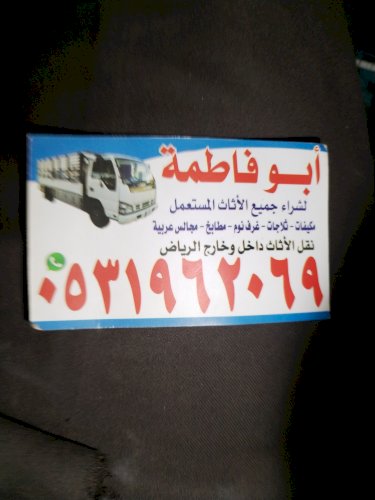 أبو فاطمة
لشراء جميع الأثاث المستعمل
مكيفات - ثلاجات - غرف نوم - مطابخ - مجالس عربية
نقل الأثاث داخل وخارج الرياض
٠٥٣١٩٦٢٠٦٩